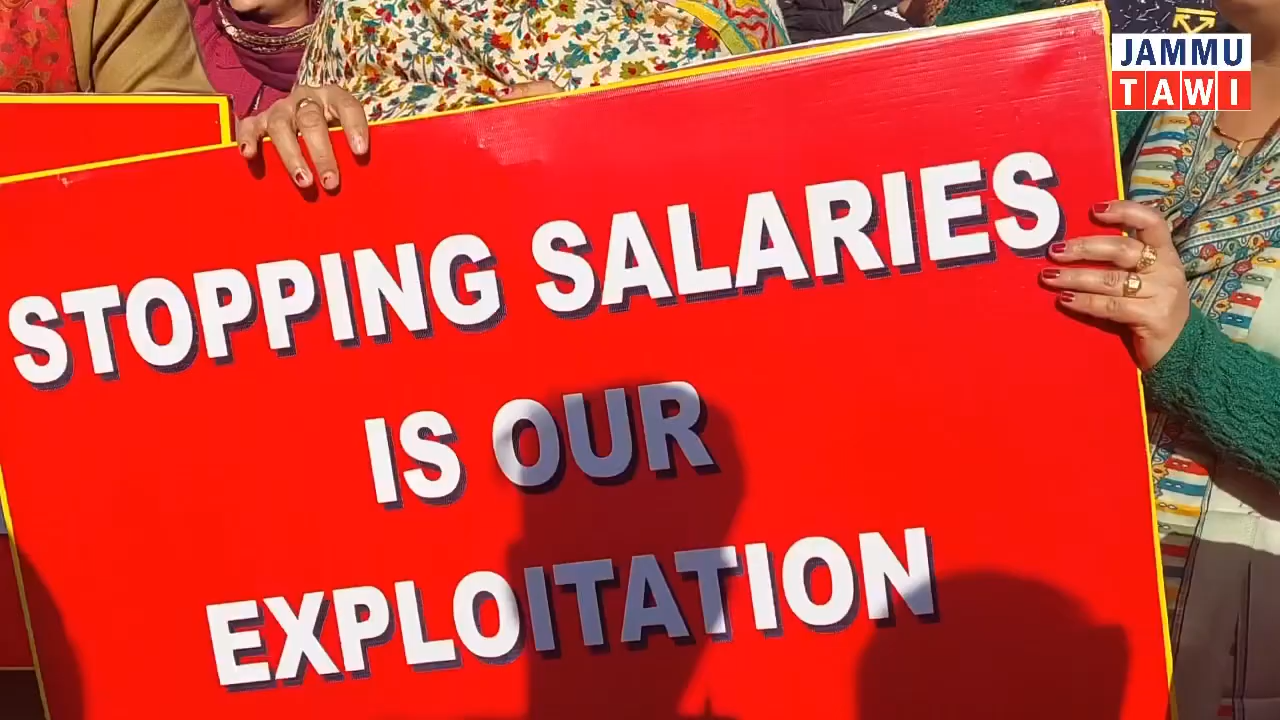 JAMMU
TAWI
STOPPING SALARIES
IS OUR
EXPLOITATION